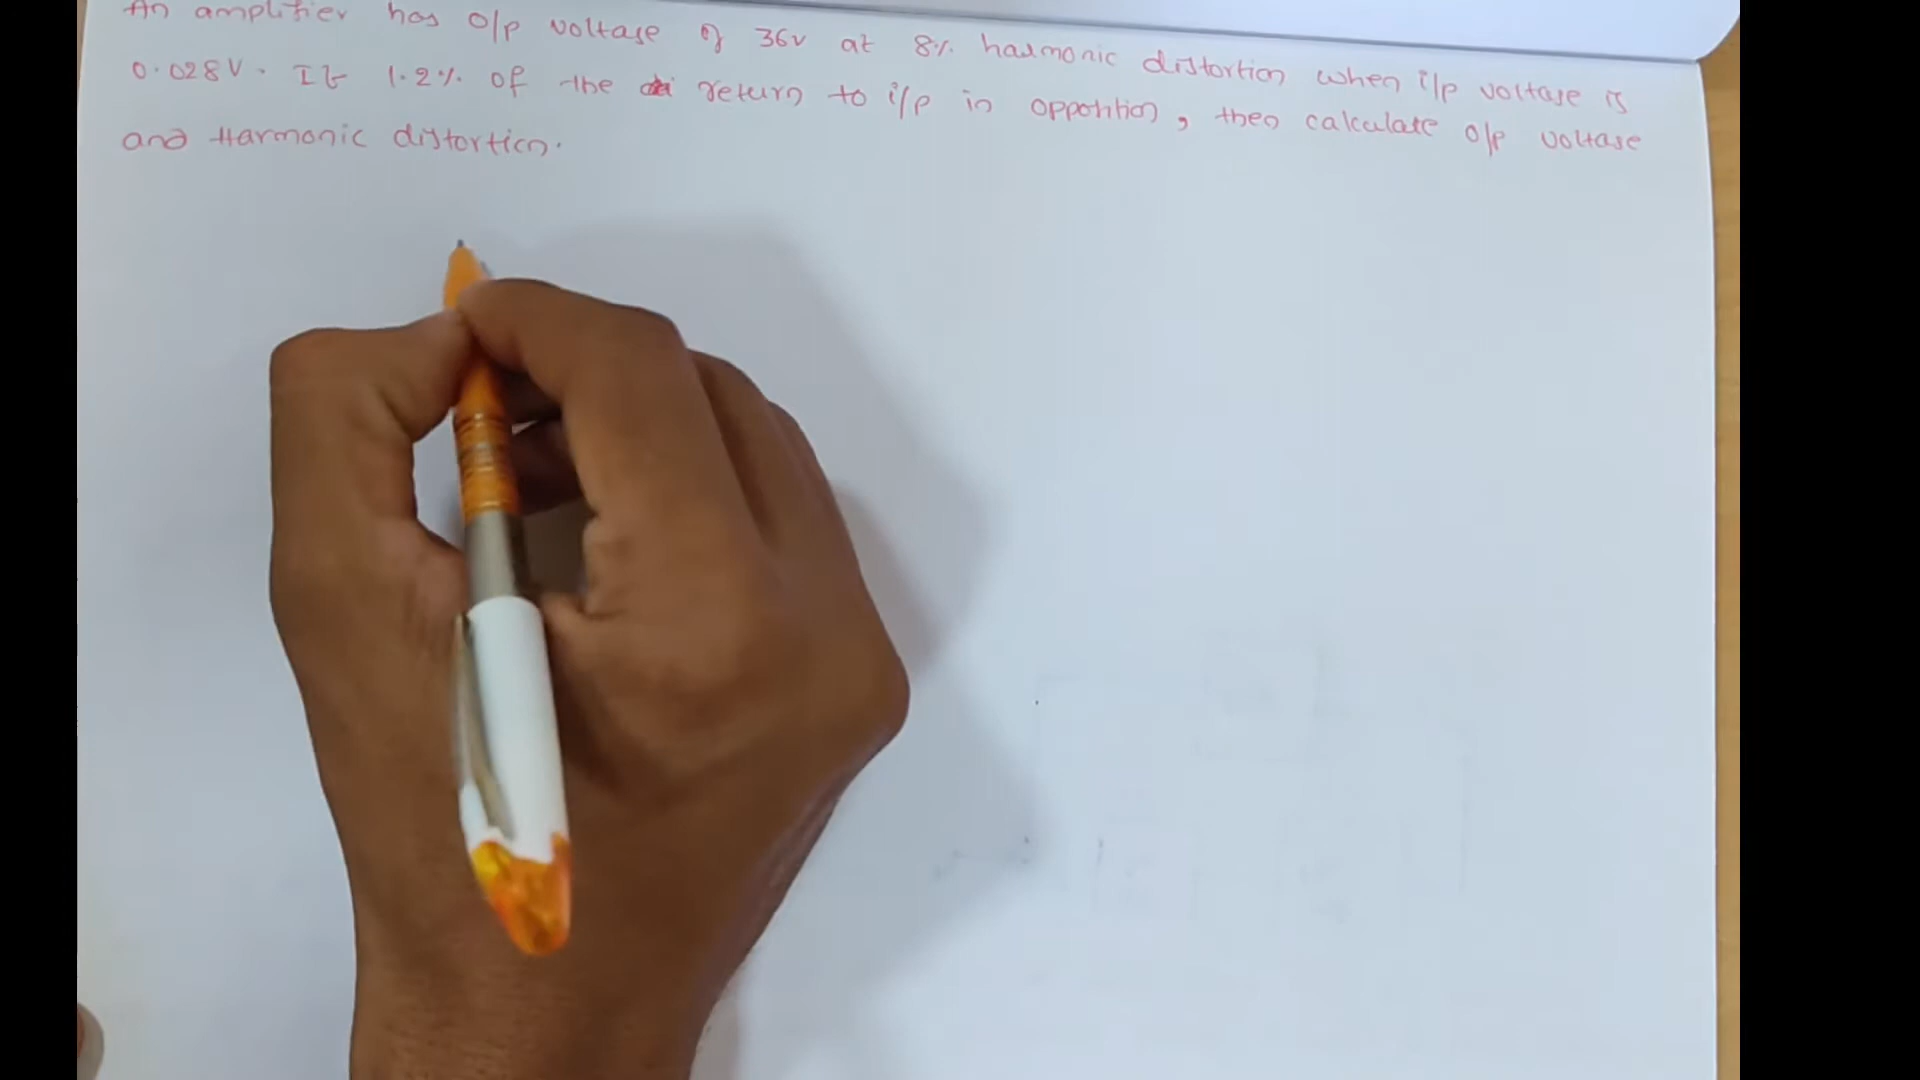 An amplifier has o/p voltage of 36v at 8% harmonic distortion when i/p voltage is
0.028V. If 1.2% of the return to i/p in opposition, then calculate o/p voltage
and Harmonic distortion.